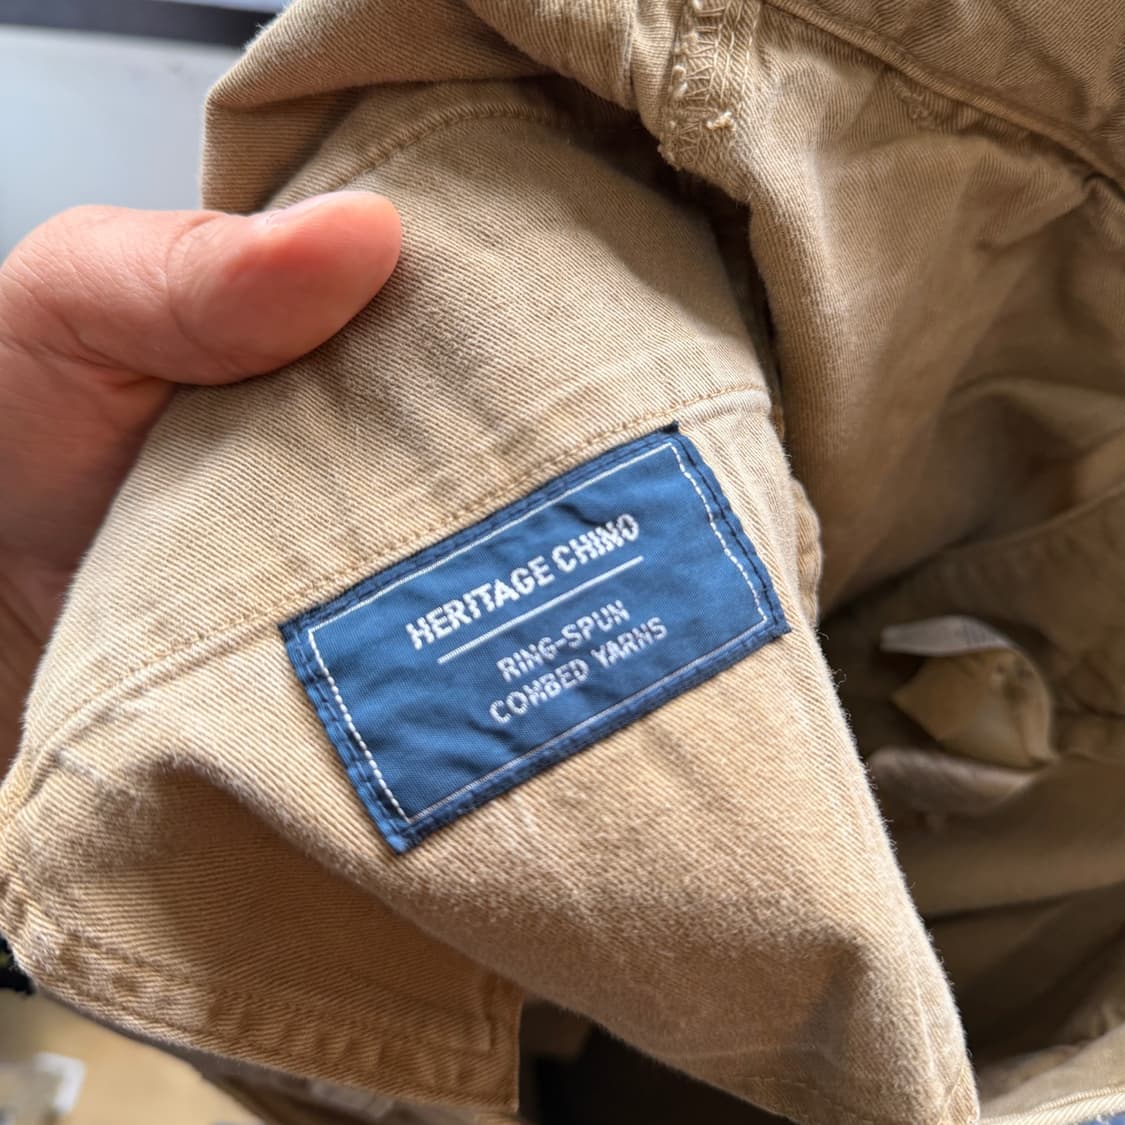 HERITAGE CHINO
RING-SPUN
COMBED YARNS